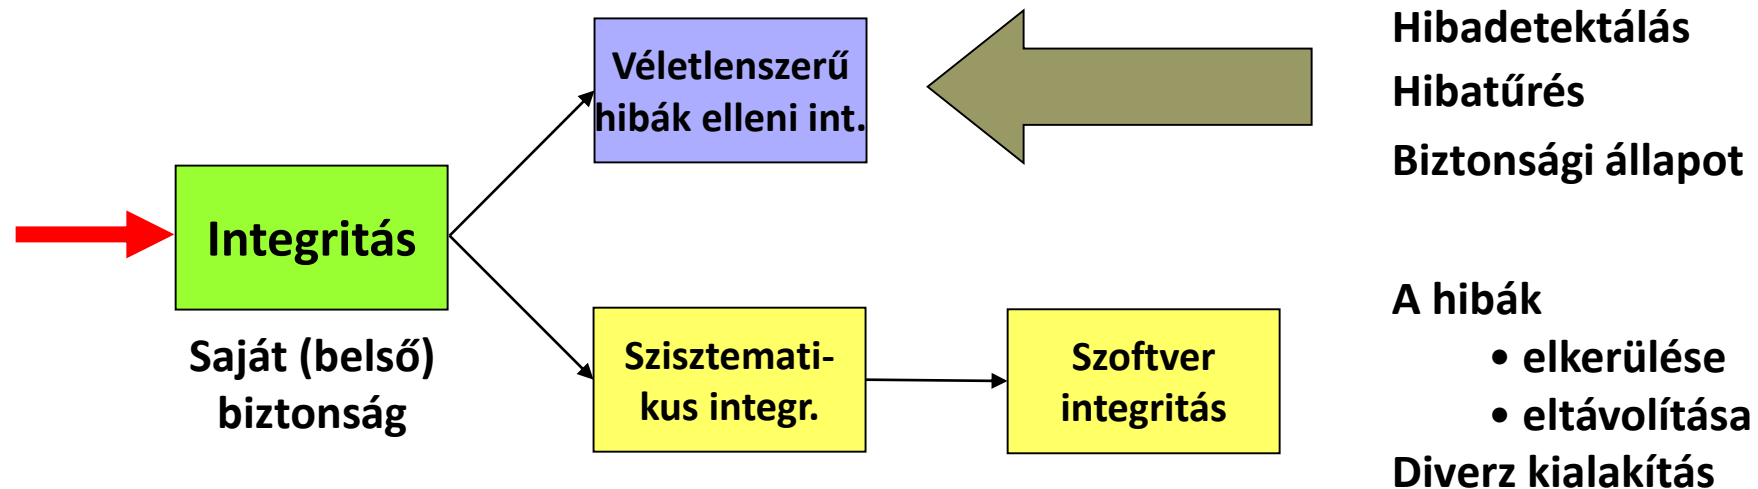 Integritás
Saját (belső)
biztonság
Véletlenszerű
hibák elleni int.
Szisztemati-
kus integr.
Szoftver
integritás
Hibadetektálás
Hibatűrés
Biztonsági állapot
A hibák
• elkerülése
• eltávolítása
Diverz kialakítás